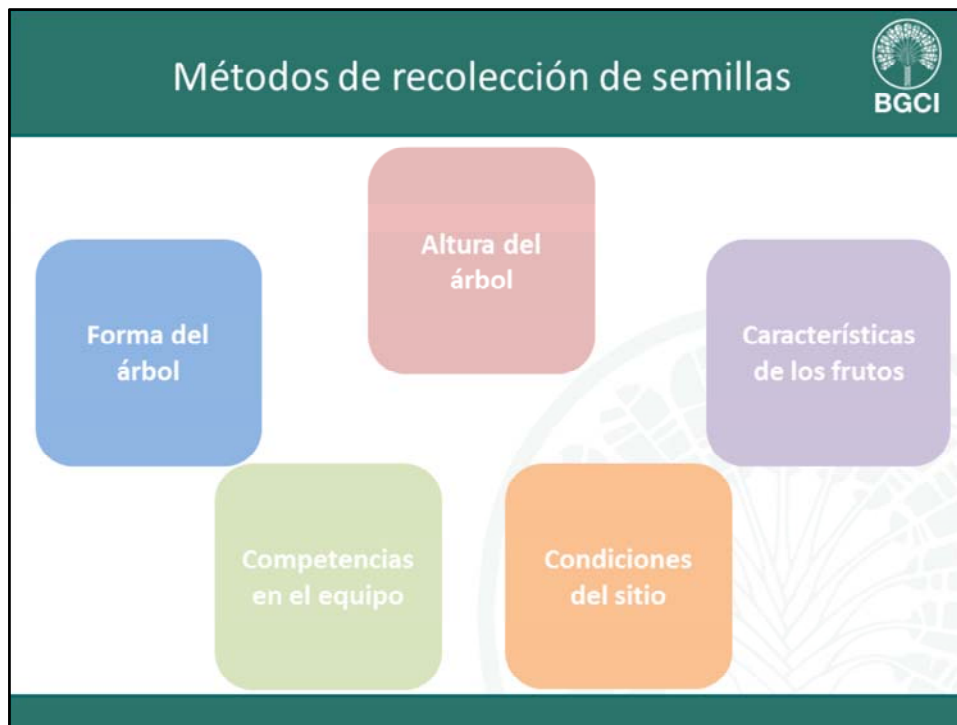 Métodos de recolección de semillas
BGCI
Altura del
árbol
Forma del
árbol
Característícas
de los frutos
Competencias
en el equipo
Condiciones
del sitio